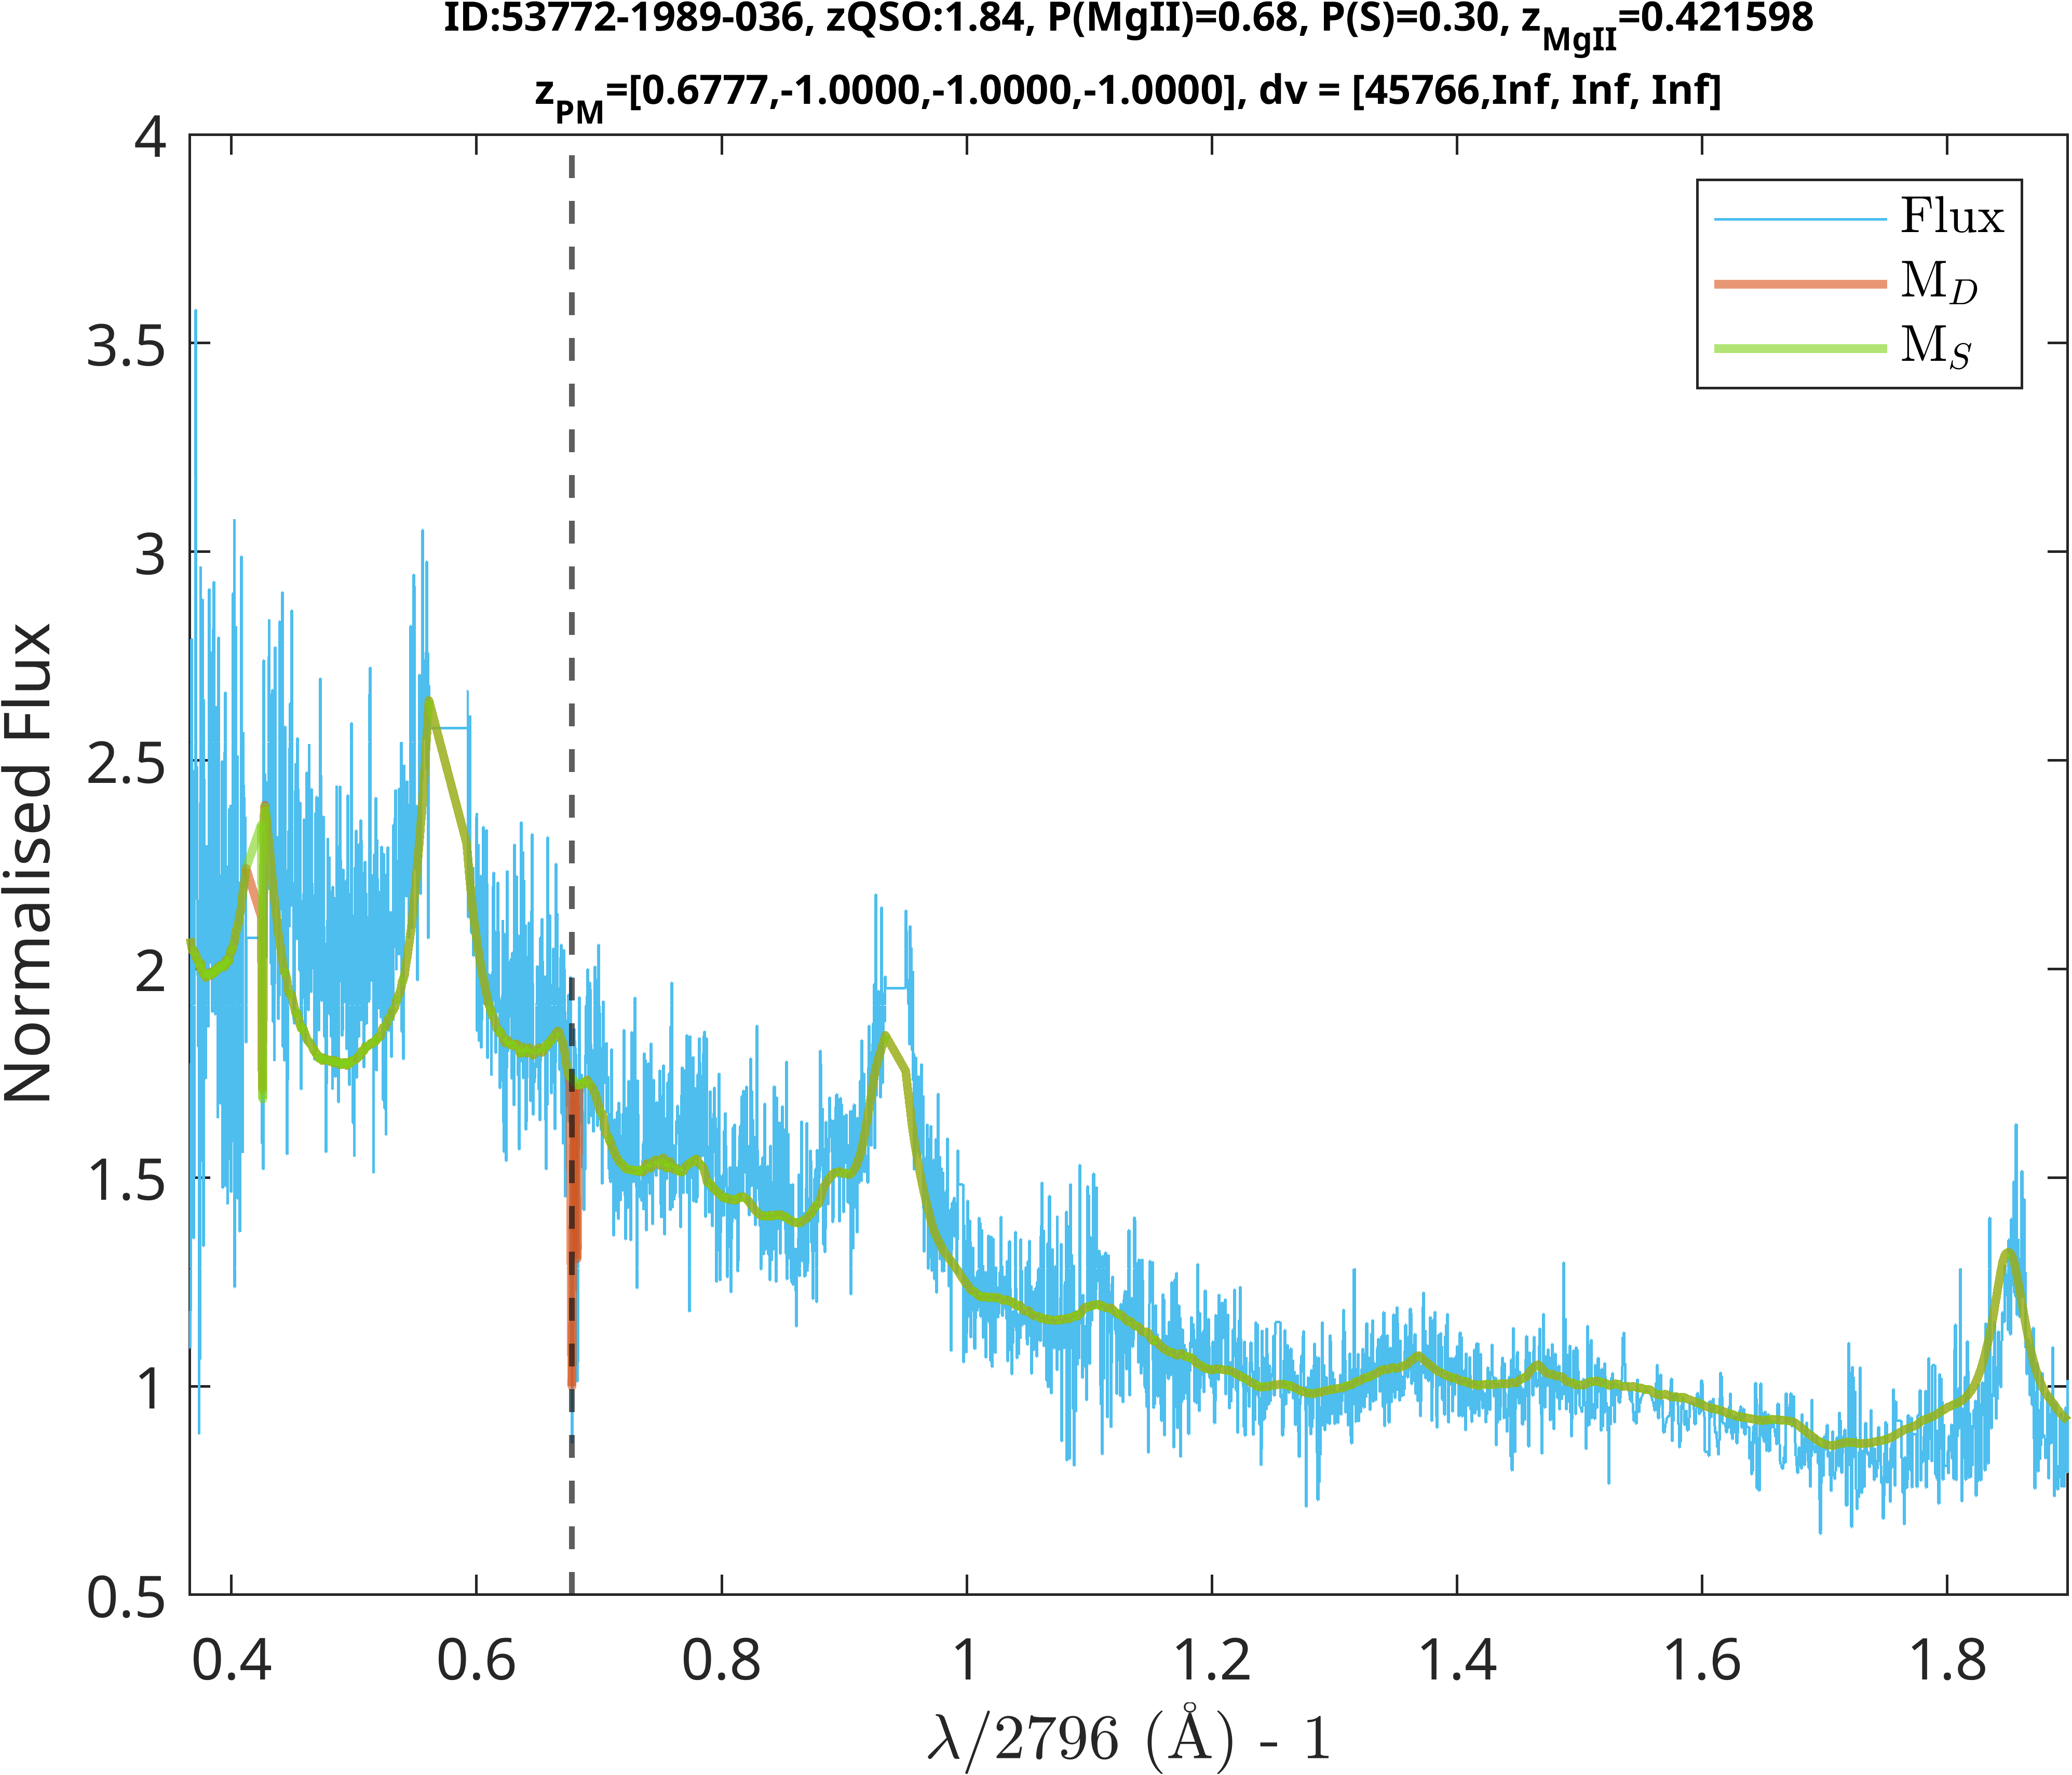 ID:53772-1989-036, zQSO:1.84, P(MgII)=0.68, P(S)=0.30, zMgII=0.421598
zPM=[0.6777,-1.0000,-1.0000,-1.0000], dv = [45766,Inf, Inf, Inf]
4
3.5
3
2.5
2
1.5
1
0.5
Normalised Flux
Flux
MD
MS
0.4 0.6 0.8 1 1.2 1.4 1.6 1.8
λ/2796 (Å) - 1